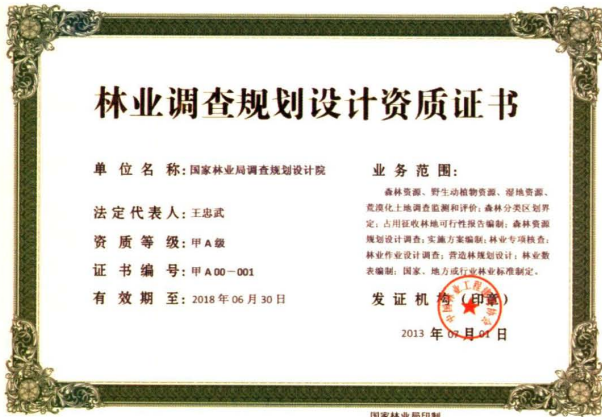 林业调查规划设计资质证书
单位名称：国家林业局调查规划设计院
法定代表人：王忠武
资质等级：甲A级
证书编号：甲A00－001
有效期至：2018年06月30日
业务范围：
森林资源、野生动植物资源、湿地资源、
荒漠化土地调查监测和评价；森林分类区划界
定；占用征收林地可行性报告编制；森林资源
规划设计调查；实施方案编制；林业专项核查；
林业作业设计调查；营造林规划设计；林业数
表编制；国家、地方或行业林业标准制定。
发证机构（印章）
中国林业工程建设协会
2013年07月01日
国家林业局印制